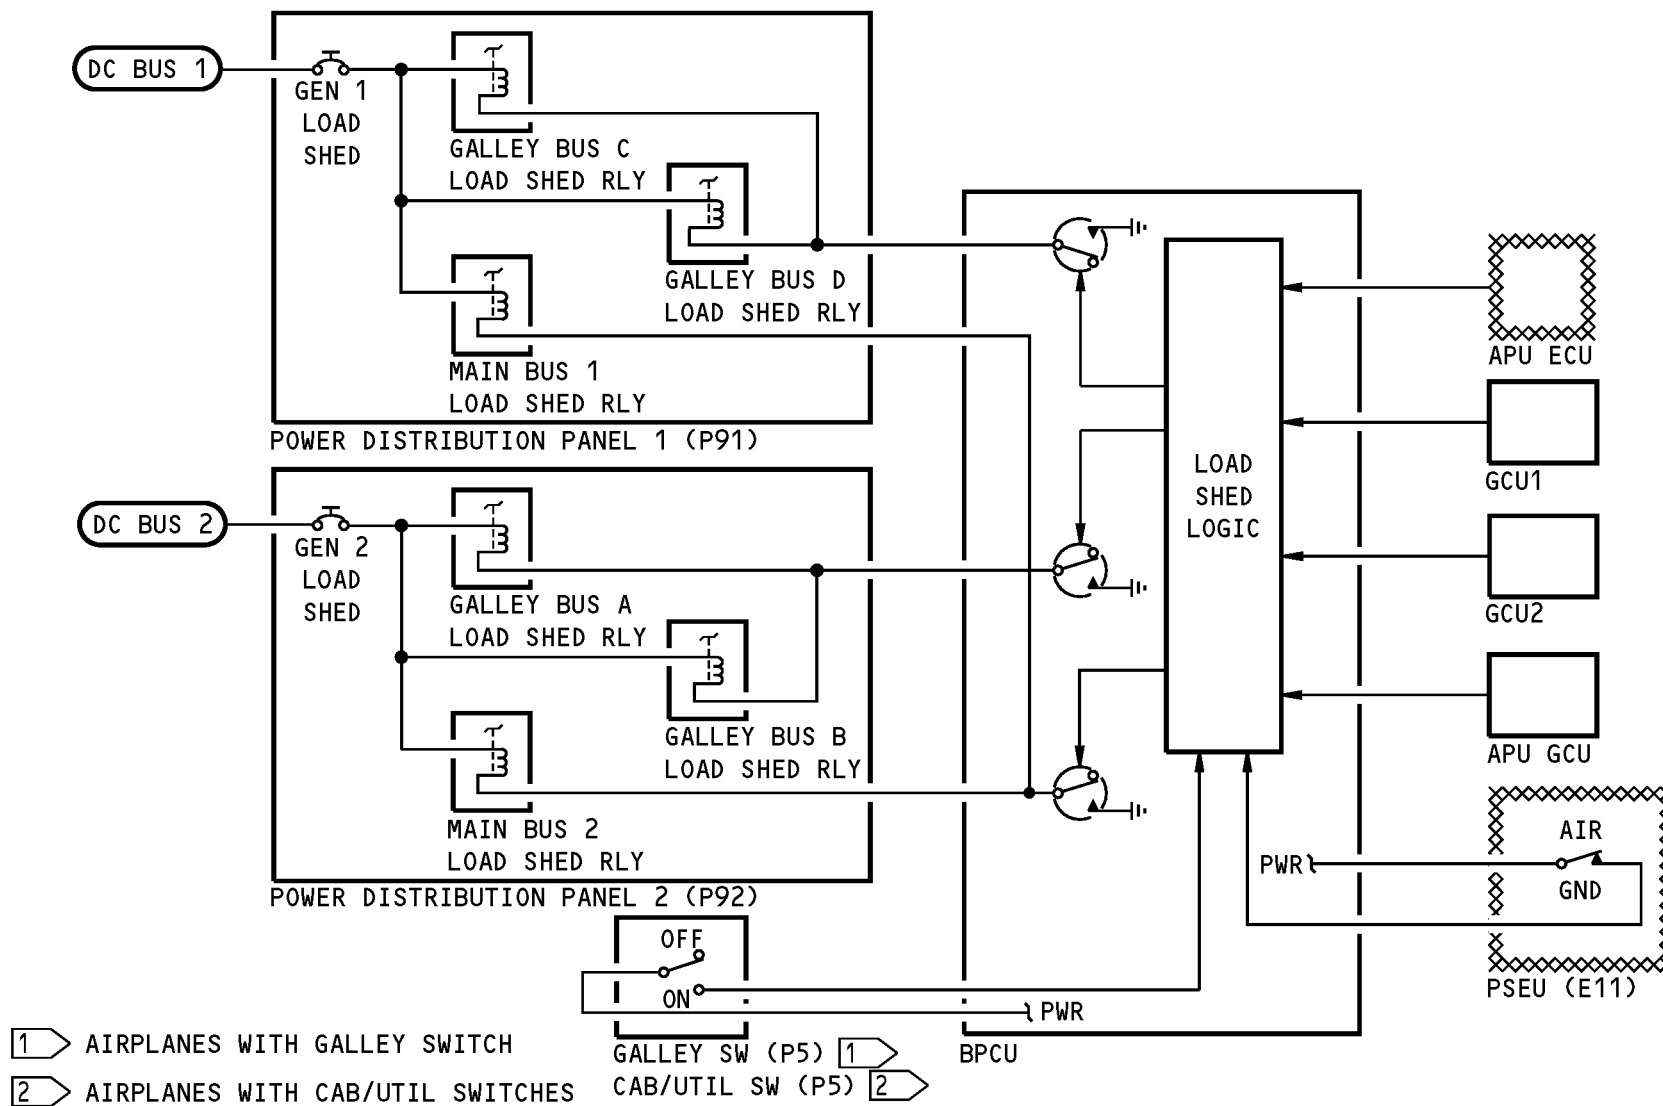 DC BUS 1
GEN 1
LOAD
SHED
GALLEY BUS C
LOAD SHED RLY
GALLEY BUS D
LOAD SHED RLY
MAIN BUS 1
LOAD SHED RLY
POWER DISTRIBUTION PANEL 1 (P91)
DC BUS 2
GEN 2
LOAD
SHED
GALLEY BUS A
LOAD SHED RLY
GALLEY BUS B
LOAD SHED RLY
MAIN BUS 2
LOAD SHED RLY
POWER DISTRIBUTION PANEL 2 (P92)
LOAD
SHED
LOGIC
APU ECU
GCU1
GCU2
APU GCU
AIR
PWR
GND
PSEU (E11)
OFF
ON
PWR
GALLEY SW (P5) 1
CAB/UTIL SW (P5) 2
BPCU
1 AIRPLANES WITH GALLEY SWITCH
2 AIRPLANES WITH CAB/UTIL SWITCHES